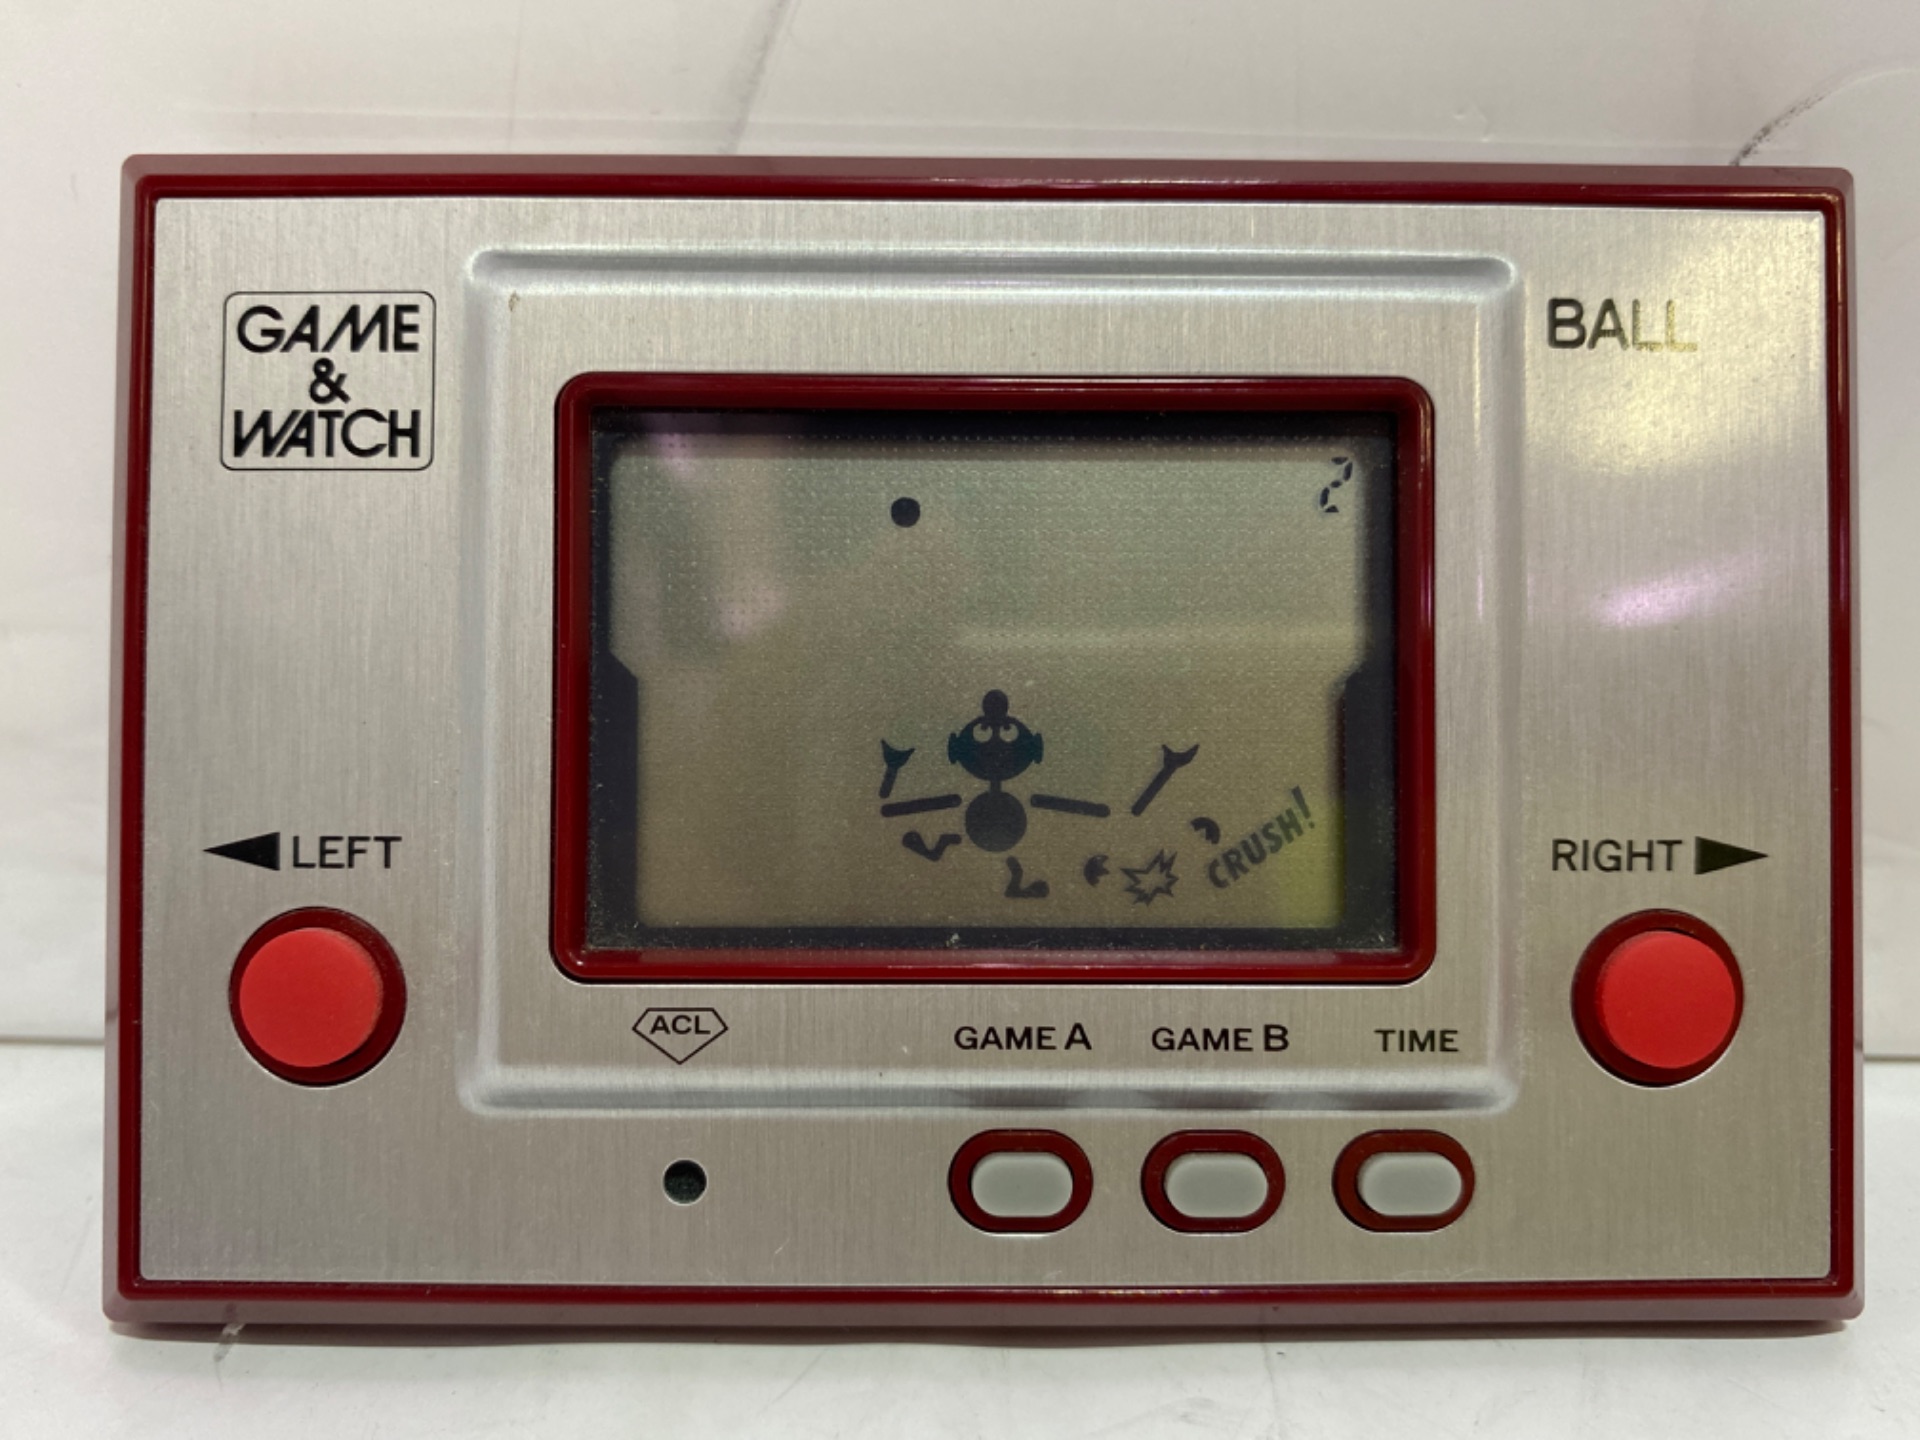 GAME
&
WATCH
BALL
2
CRUSH!
LEFT
RIGHT
ACL
GAME A
GAME B
TIME